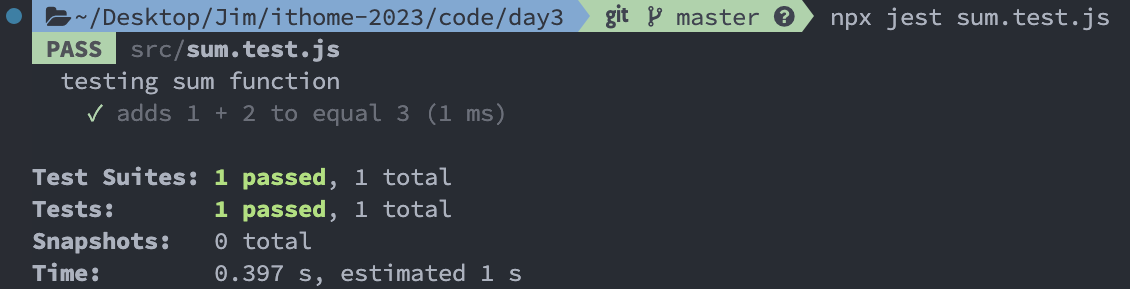 ~/Desktop/Jim/ithome-2023/code/day3 git master ? npx jest sum.test.js
PASS src/sum.test.js
testing sum function
✓ adds 1 + 2 to equal 3 (1 ms)
Test Suites: 1 passed, 1 total
Tests: 1 passed, 1 total
Snapshots: 0 total
Time: 0.397 s, estimated 1 s